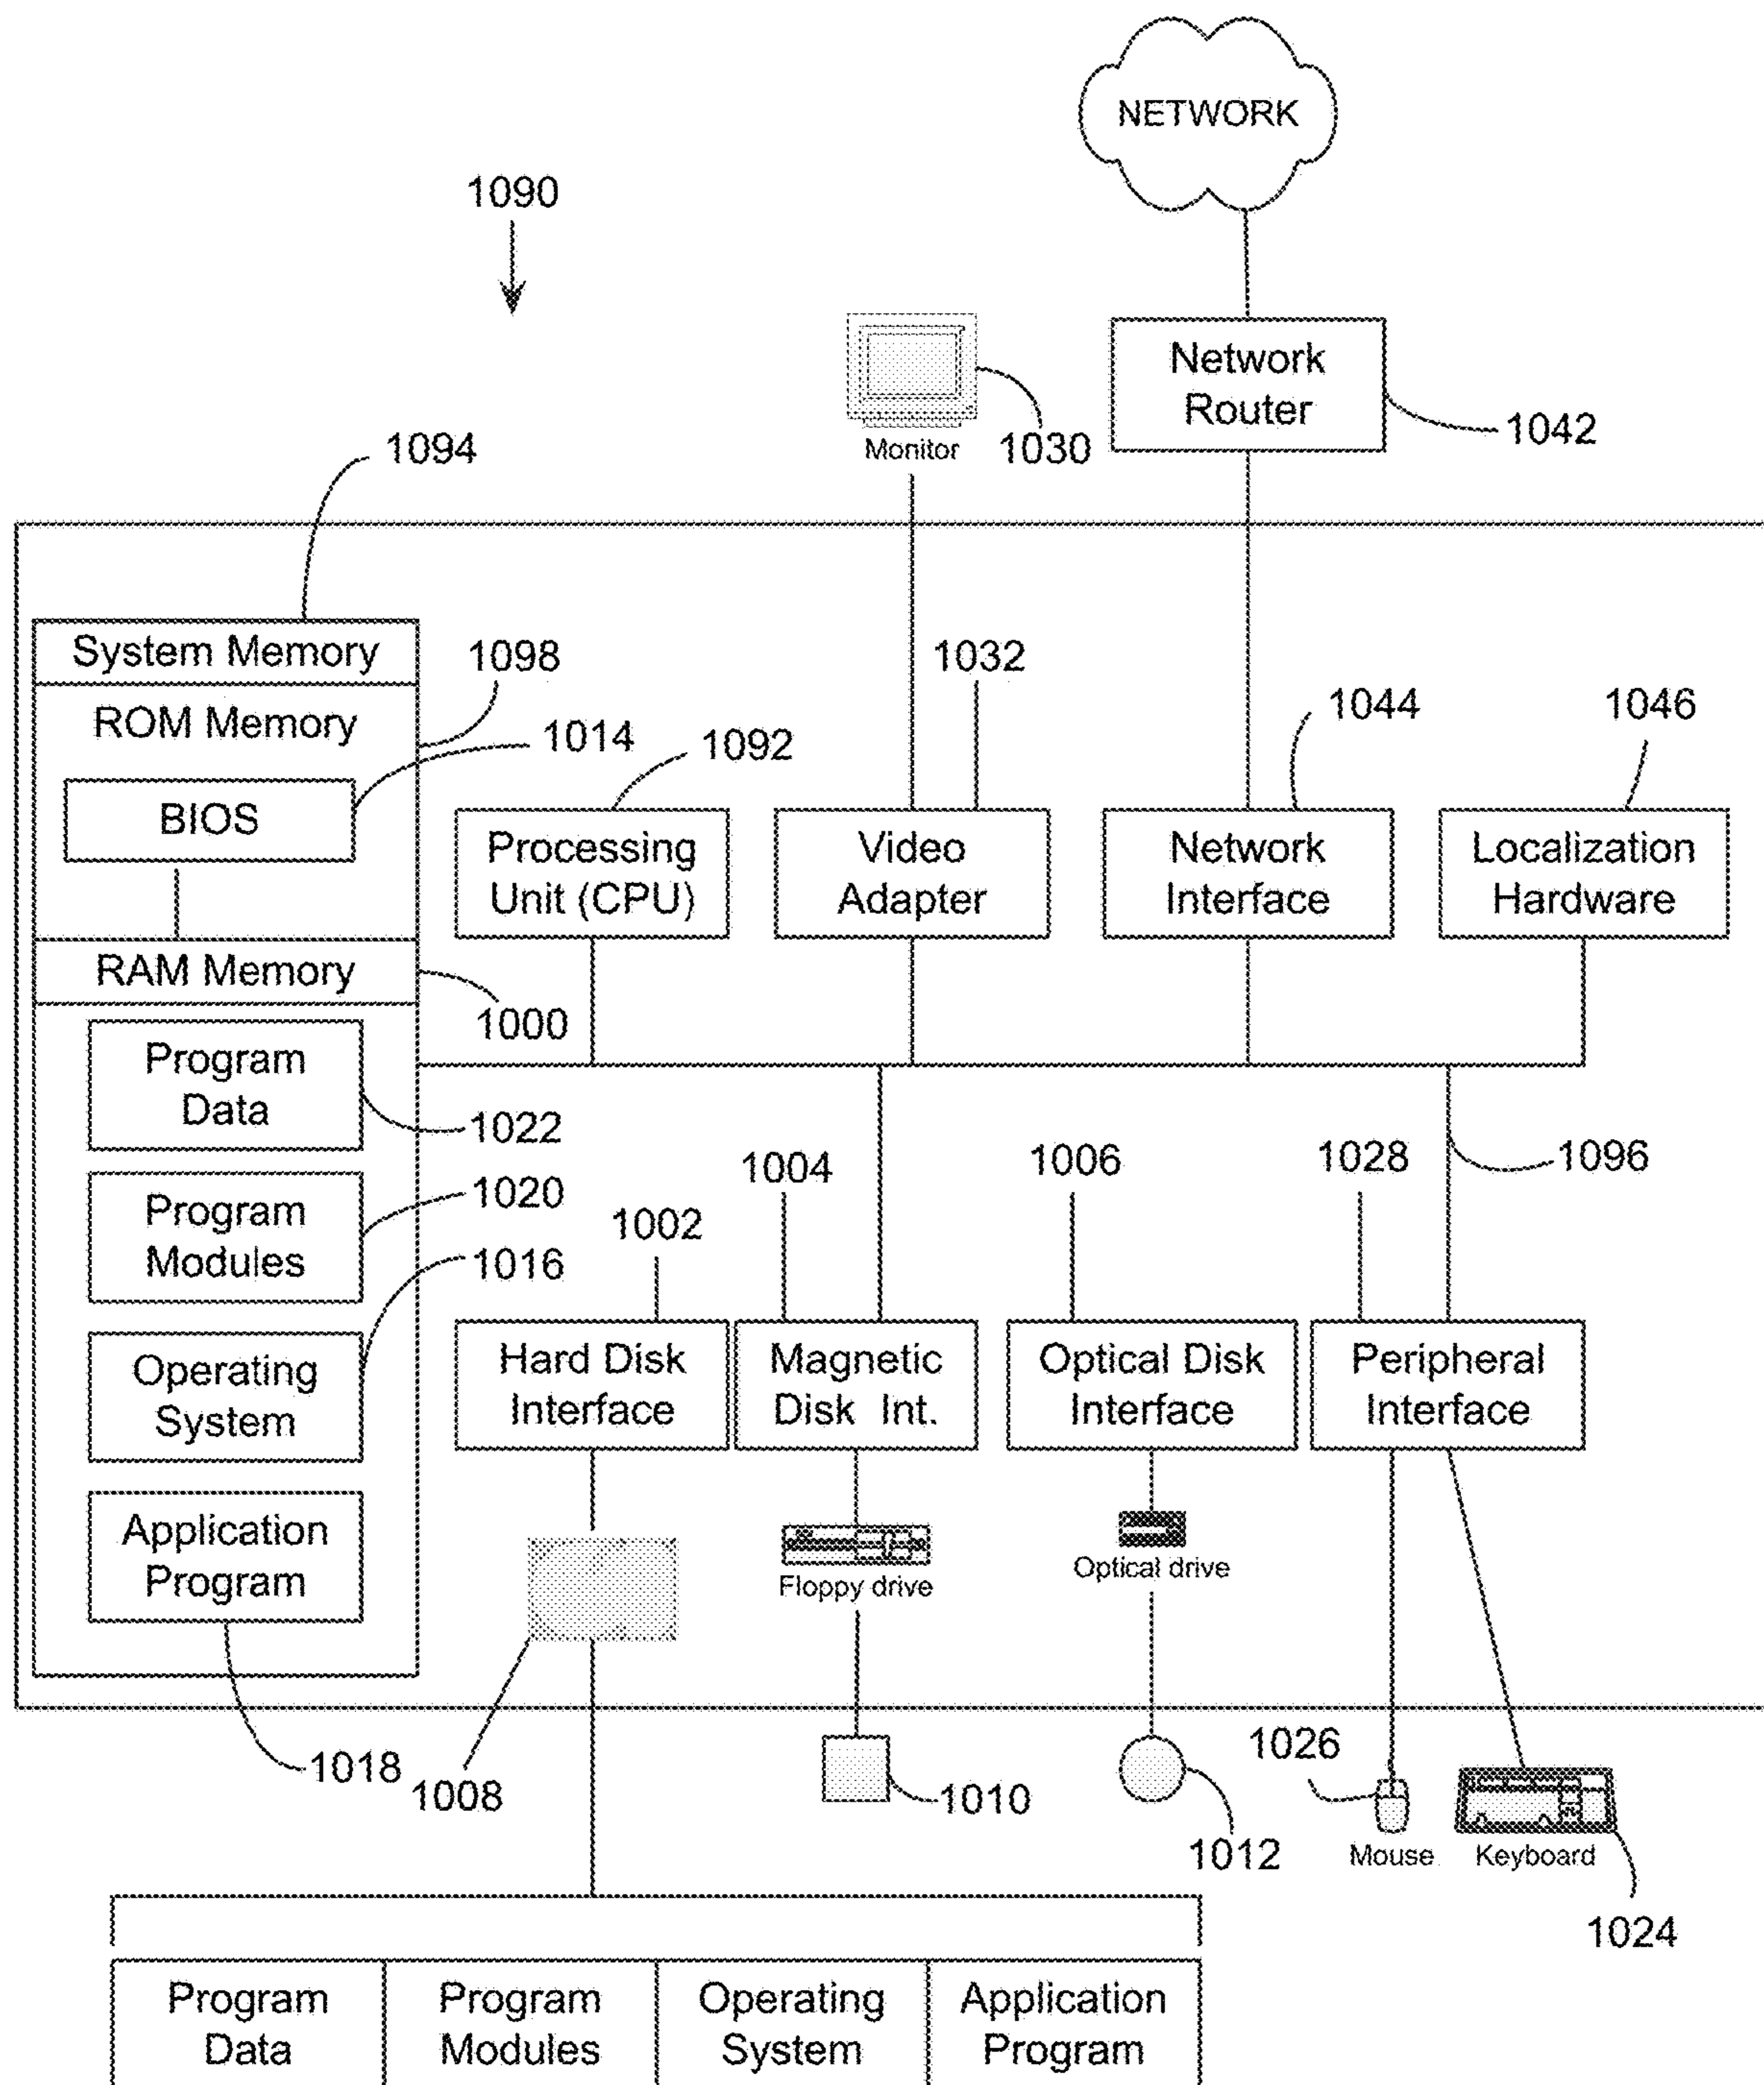 NETWORK
1090
Network
Router
1042
Monitor
1030
1094
System Memory
1098
1032
1044
1046
ROM Memory
1014
1092
BIOS
Processing
Unit (CPU)
Video
Adapter
Network
Interface
Localization
Hardware
RAM Memory
1000
Program
Data
1022
1004
1006
1028
1096
Program
Modules
1020
1002
1016
Operating
System
Hard Disk
Interface
Magnetic
Disk Int.
Optical Disk
Interface
Peripheral
Interface
Application
Program
Floppy drive
Optical drive
1018
1008
1010
1012
1026
Mouse
Keyboard
1024
Program
Data
Program
Modules
Operating
System
Application
Program